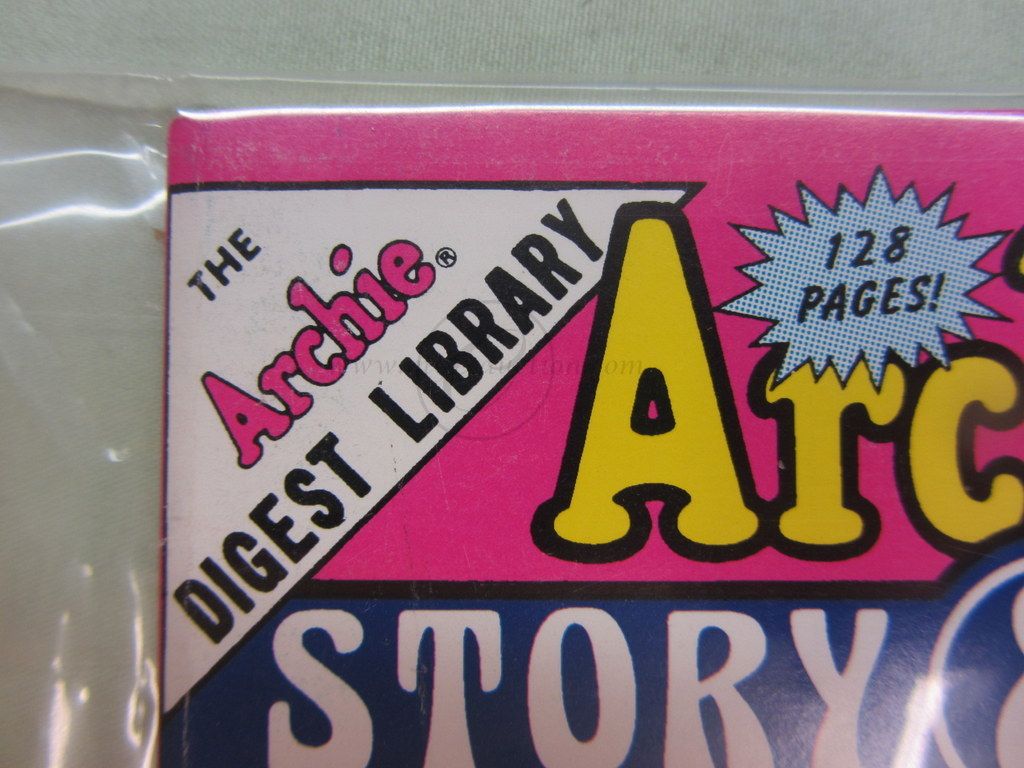 THE
Archie®
DIGEST LIBRARY
128
PAGES!
Arc
STORY &